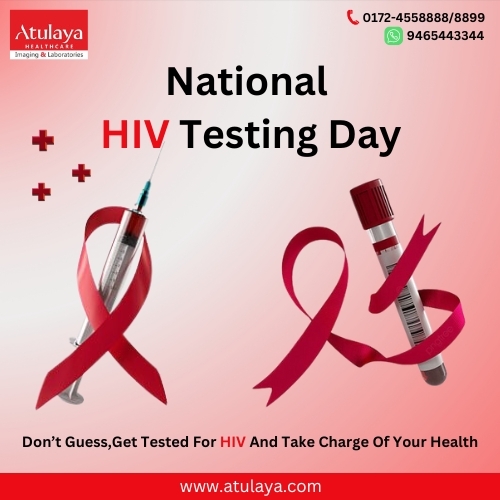 Atulaya
HEALTHCARE
Imaging & Laboratories
0172-4558888/8899
9465443344
National
HIV Testing Day
Don’t Guess,Get Tested For HIV And Take Charge Of Your Health
www.atulaya.com